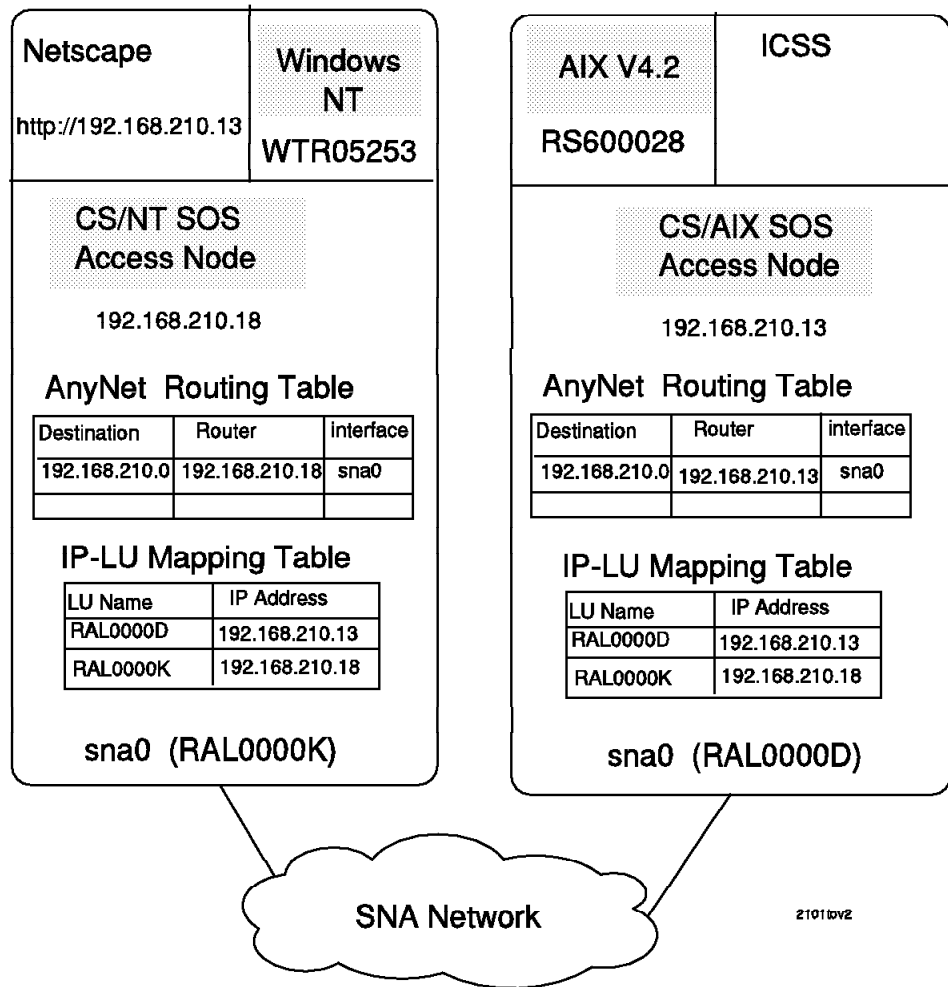 Netscape
http://192.168.210.13
Windows
NT
WTR05253
CS/NT SOS
Access Node
192.168.210.18
AnyNet Routing Table
Destination Router interface
192.168.210.0 192.168.210.18 sna0
IP-LU Mapping Table
LU Name IP Address
RAL0000D 192.168.210.13
RAL0000K 192.168.210.18
sna0 (RAL0000K)
AIX V4.2
RS600028
ICSS
CS/AIX SOS
Access Node
192.168.210.13
AnyNet Routing Table
Destination Router interface
192.168.210.0 192.168.210.13 sna0
IP-LU Mapping Table
LU Name IP Address
RAL0000D 192.168.210.13
RAL0000K 192.168.210.18
sna0 (RAL0000D)
SNA Network